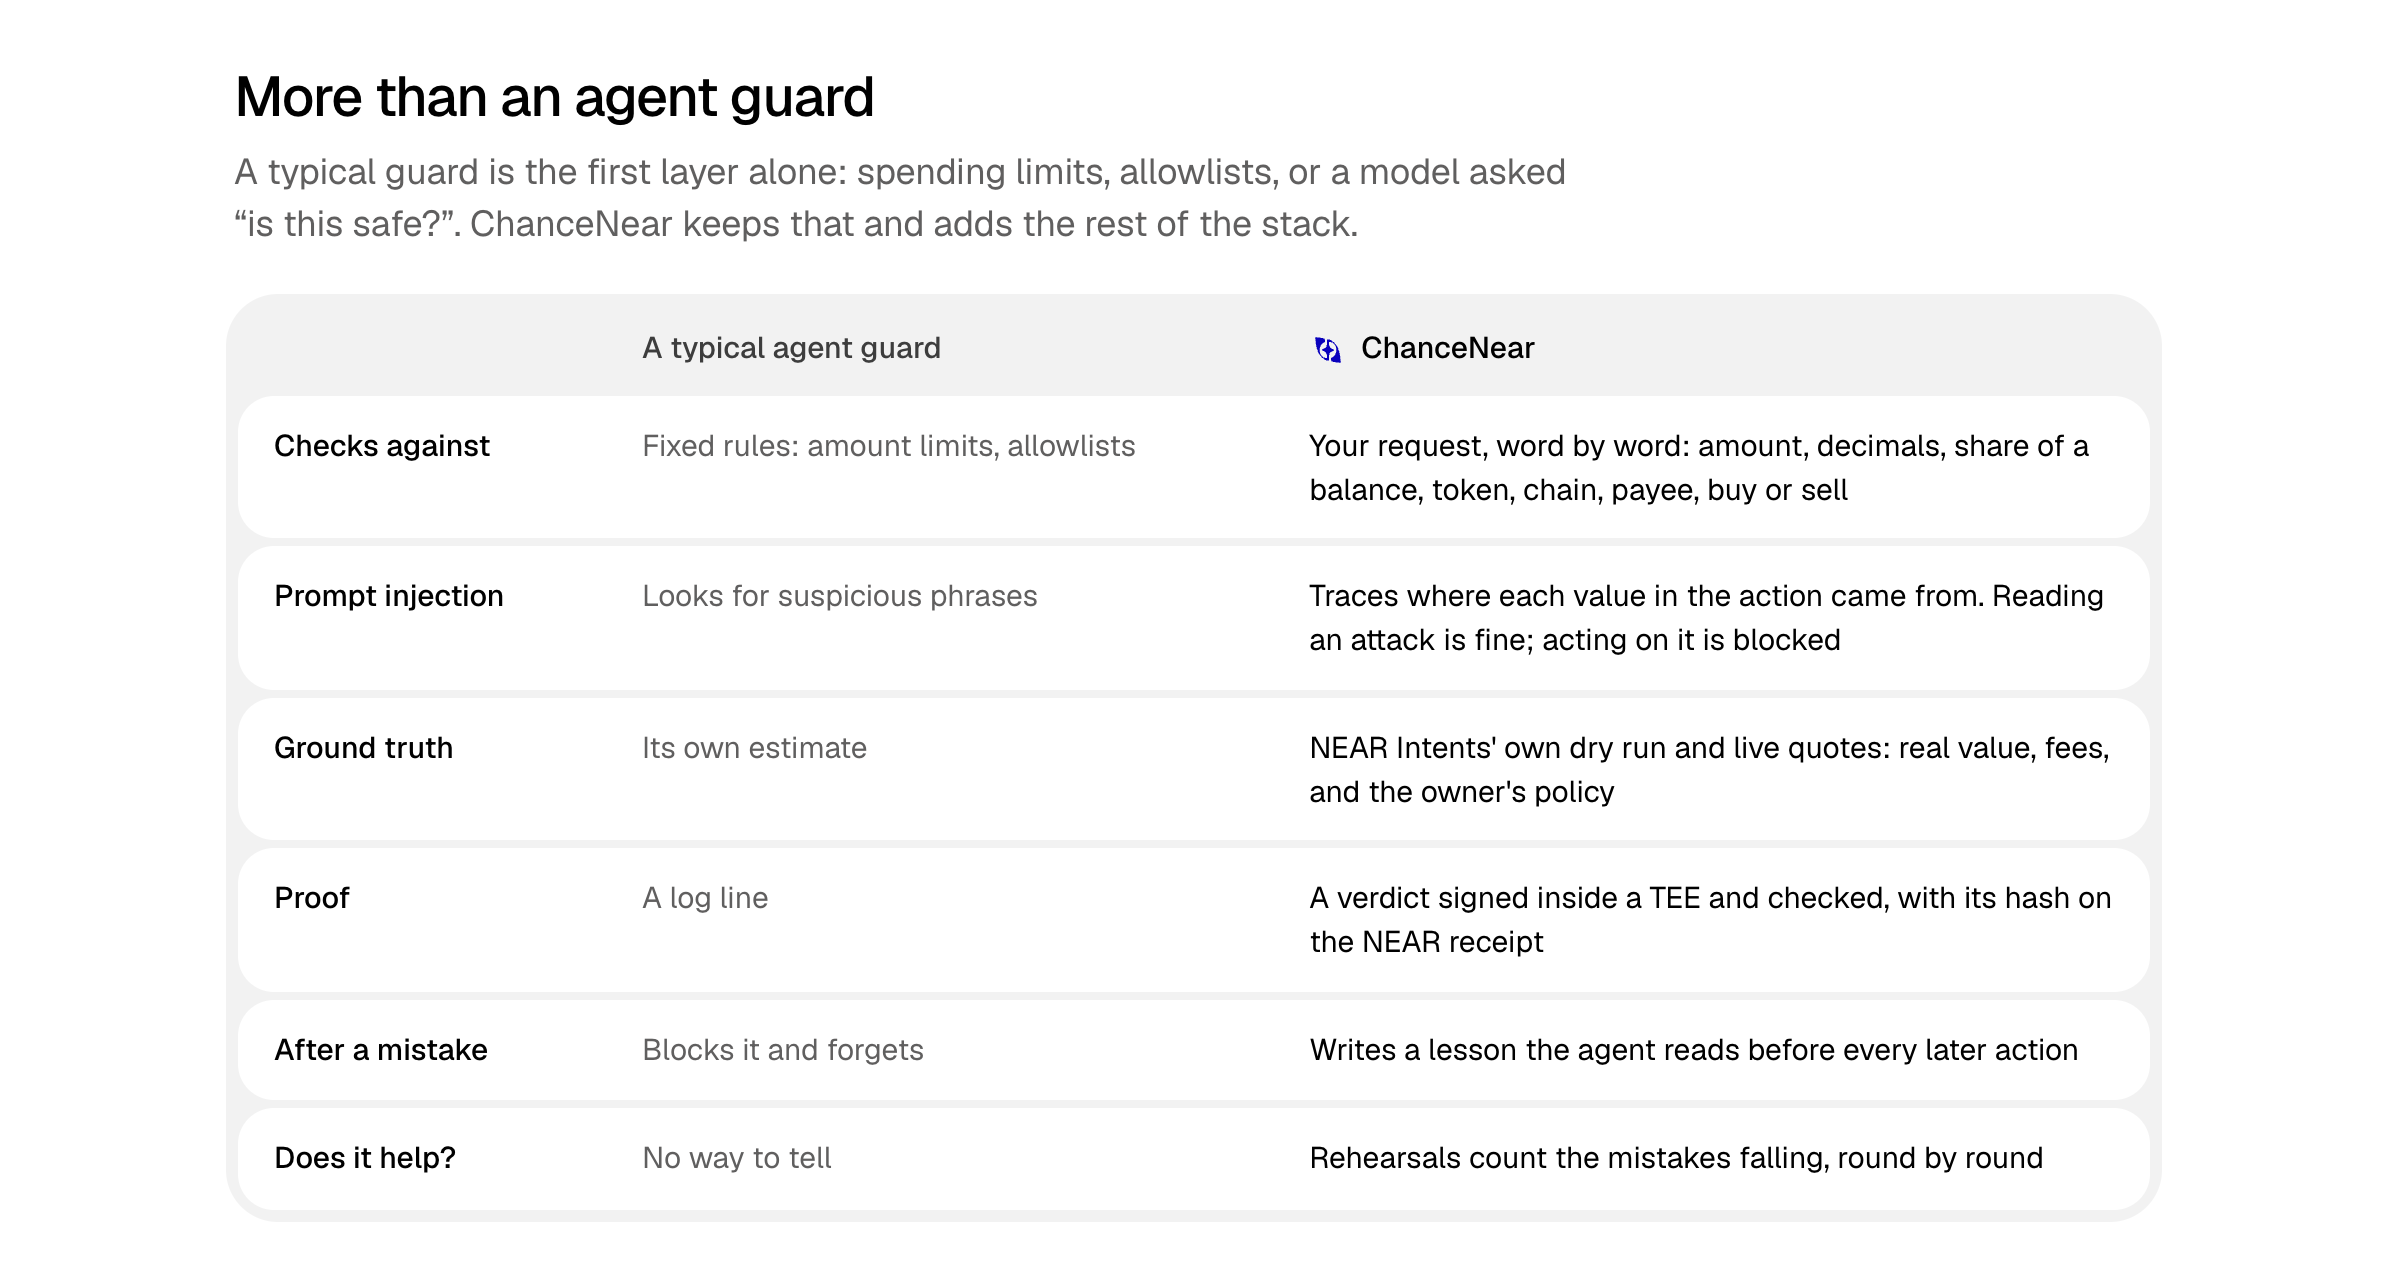 More than an agent guard
A typical guard is the first layer alone: spending limits, allowlists, or a model asked
“is this safe?”. ChanceNear keeps that and adds the rest of the stack.
A typical agent guard
ChanceNear
Checks against
Fixed rules: amount limits, allowlists
Your request, word by word: amount, decimals, share of a
balance, token, chain, payee, buy or sell
Prompt injection
Looks for suspicious phrases
Traces where each value in the action came from. Reading
an attack is fine; acting on it is blocked
Ground truth
Its own estimate
NEAR Intents' own dry run and live quotes: real value, fees,
and the owner's policy
Proof
A log line
A verdict signed inside a TEE and checked, with its hash on
the NEAR receipt
After a mistake
Blocks it and forgets
Writes a lesson the agent reads before every later action
Does it help?
No way to tell
Rehearsals count the mistakes falling, round by round